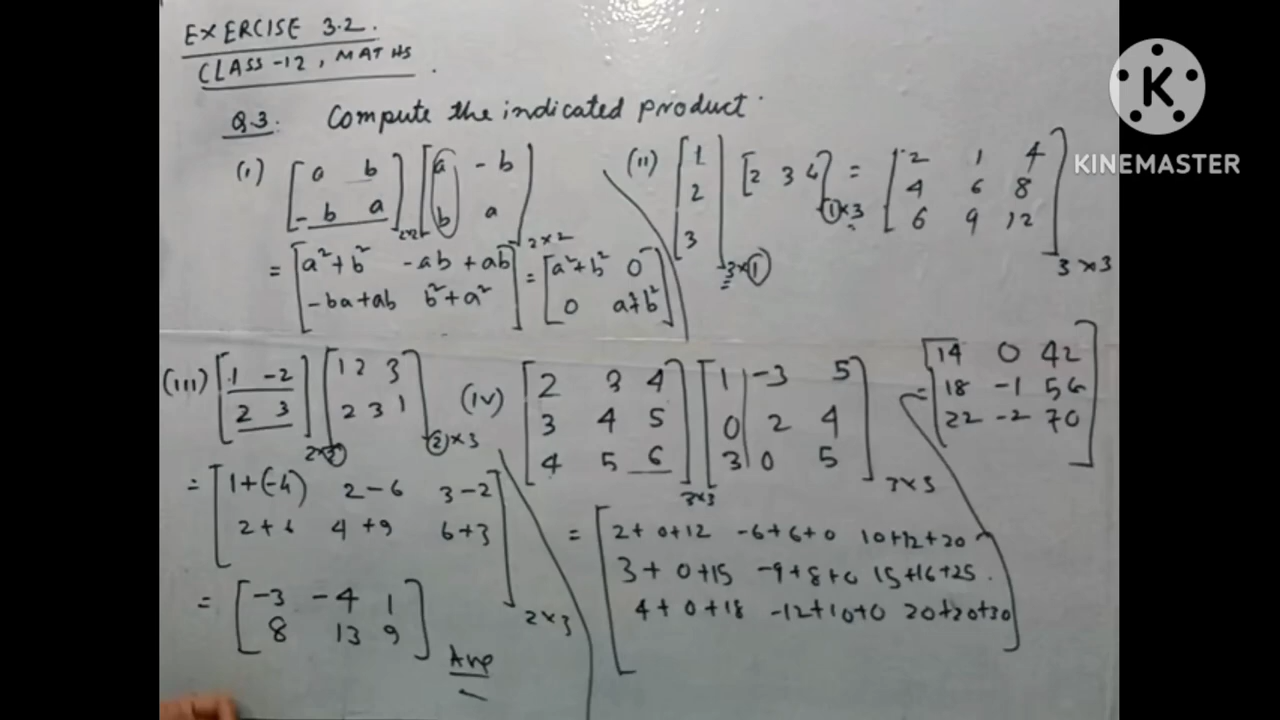 EXERCISE 3.2.
CLASS-12, MATHS.
Q.3. Compute the indicated product.
(i) [a b
-b a]2×2 [a -b
b a]2×2
= [a²+b² -ab+ab
-ba+ab b²+a²] = [a²+b² 0
0 a²+b²]
(ii) [1
2
3]3×1 [2 3 4]1×3 = [2 1 4
4 6 8
6 9 12]3×3
(iii) [1 -2
2 3]2×2 [1 2 3
2 3 1]2×3
= [1+(-4) 2-6 3-2
2+6 4+9 6+3]2×3
= [-3 -4 1
8 13 9]
Ans
(iv) [2 3 4
3 4 5
4 5 6]3×3 [1 -3 5
0 2 4
3 0 5]3×3
= [2+0+12 -6+6+0 10+12+20
3+0+15 -9+8+0 15+16+25
4+0+18 -12+10+0 20+20+30]
= [14 0 42
18 -1 56
22 -2 70]
K
KINEMASTER